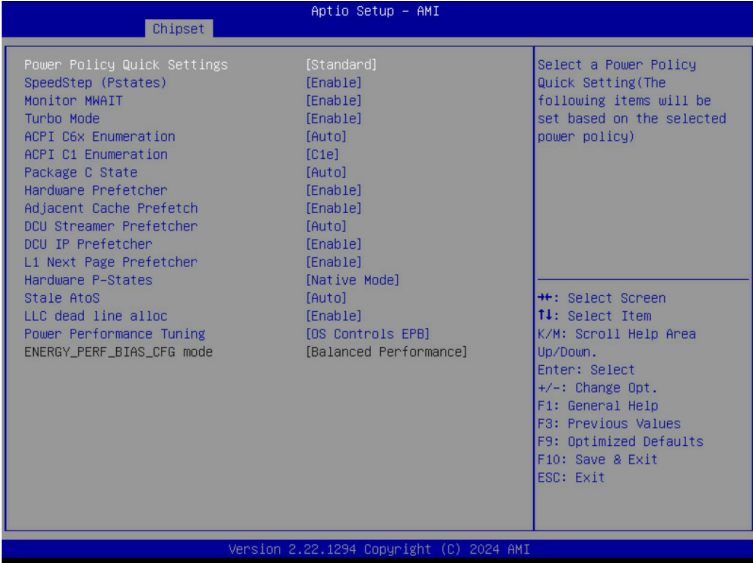 Aptio Setup – AMI
Chipset
Power Policy Quick Settings [Standard]
SpeedStep (Pstates) [Enable]
Monitor MWAIT [Enable]
Turbo Mode [Enable]
ACPI C6x Enumeration [Auto]
ACPI C1 Enumeration [C1e]
Package C State [Auto]
Hardware Prefetcher [Enable]
Adjacent Cache Prefetch [Enable]
DCU Streamer Prefetcher [Auto]
DCU IP Prefetcher [Enable]
L1 Next Page Prefetcher [Enable]
Hardware P-States [Native Mode]
Stale AtoS [Auto]
LLC dead line alloc [Enable]
Power Performance Tuning [OS Controls EPB]
ENERGY_PERF_BIAS_CFG mode [Balanced Performance]
Select a Power Policy
Quick Setting(The
following items will be
set based on the selected
power policy)
→←: Select Screen
↑↓: Select Item
K/M: Scroll Help Area
Up/Down.
Enter: Select
+/-: Change Opt.
F1: General Help
F3: Previous Values
F9: Optimized Defaults
F10: Save & Exit
ESC: Exit
Version 2.22.1294 Copyright (C) 2024 AMI